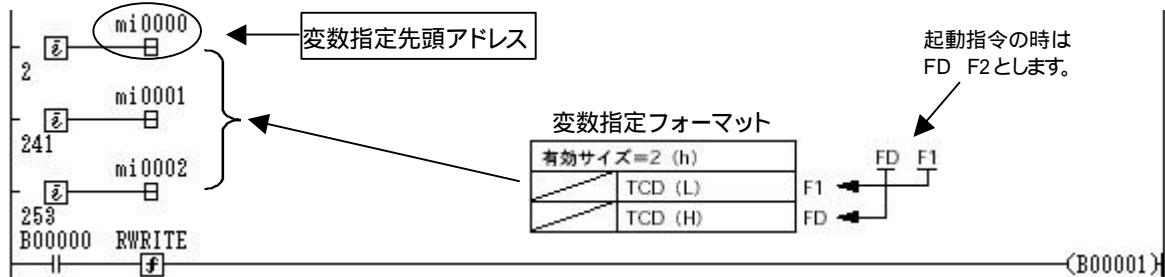 mi0000
変数指定先頭アドレス
起動指令の時は
FD F2とします。
i
2
mi0001
i
241
mi0002
i
253
変数指定フォーマット
有効サイズ=2 (h)
TCD (L)
F1
TCD (H)
FD
FD F1
B00000 RWRITE
f
(B00001)